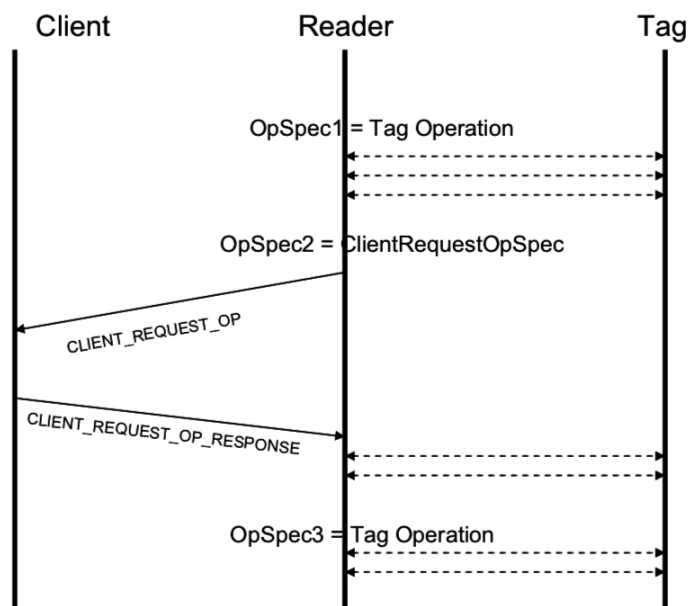 Client Reader Tag
OpSpec1 = Tag Operation
OpSpec2 = ClientRequestOpSpec
CLIENT_REQUEST_OP
CLIENT_REQUEST_OP_RESPONSE
OpSpec3 = Tag Operation